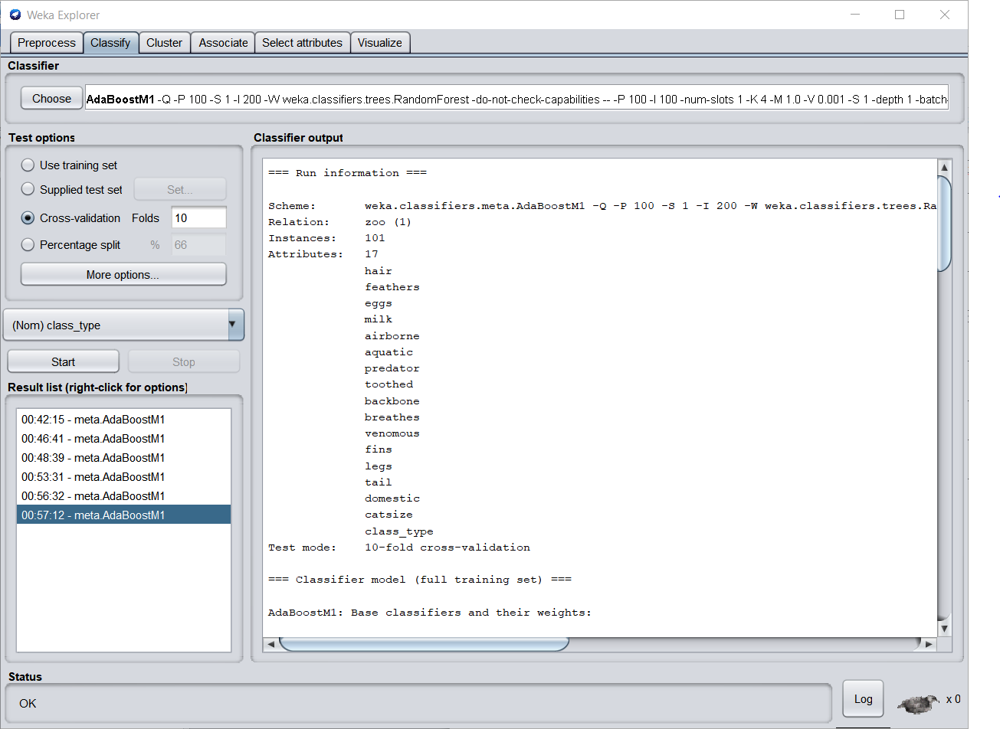 Weka Explorer
Preprocess Classify Cluster Associate Select attributes Visualize
Classifier
Choose AdaBoostM1 -Q -P 100 -S 1 -I 200 -W weka.classifiers.trees.RandomForest -do-not-check-capabilities -- -P 100 -I 100 -num-slots 1 -K 4 -M 1.0 -V 0.001 -S 1 -depth 1 -batch-
Test options
Use training set
Supplied test set Set...
Cross-validation Folds 10
Percentage split % 66
More options...
(Nom) class_type
Start Stop
Result list (right-click for options)
00:42:15 - meta.AdaBoostM1
00:46:41 - meta.AdaBoostM1
00:48:39 - meta.AdaBoostM1
00:53:31 - meta.AdaBoostM1
00:56:32 - meta.AdaBoostM1
00:57:12 - meta.AdaBoostM1
Classifier output
=== Run information ===
Scheme: weka.classifiers.meta.AdaBoostM1 -Q -P 100 -S 1 -I 200 -W weka.classifiers.trees.Ra
Relation: zoo (1)
Instances: 101
Attributes: 17
hair
feathers
eggs
milk
airborne
aquatic
predator
toothed
backbone
breathes
venomous
fins
legs
tail
domestic
catsize
class_type
Test mode: 10-fold cross-validation
=== Classifier model (full training set) ===
AdaBoostM1: Base classifiers and their weights:
Status
OK
Log x 0